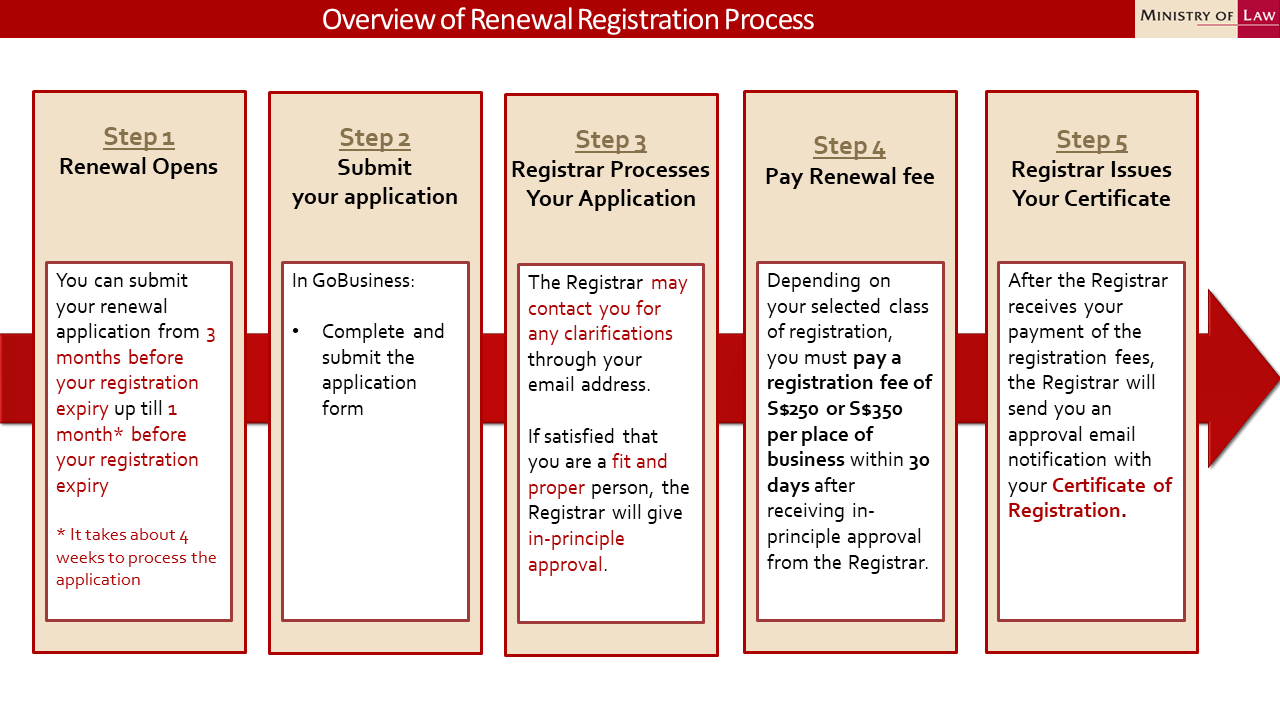 Overview of Renewal Registration Process
MINISTRY OF LAW
Step 1
Renewal Opens
You can submit
your renewal
application from 3
months before
your registration
expiry up till 1
month* before
your registration
expiry
* It takes about 4
weeks to process the
application
Step 2
Submit
your application
In GoBusiness:
• Complete and
submit the
application
form
Step 3
Registrar Processes
Your Application
The Registrar may
contact you for
any clarifications
through your
email address.
If satisfied that
you are a fit and
proper person, the
Registrar will give
in-principle
approval.
Step 4
Pay Renewal fee
Depending on
your selected class
of registration,
you must pay a
registration fee of
S$250 or S$350
per place of
business within 30
days after
receiving in-
principle approval
from the Registrar.
Step 5
Registrar Issues
Your Certificate
After the Registrar
receives your
payment of the
registration fees,
the Registrar will
send you an
approval email
notification with
your Certificate of
Registration.